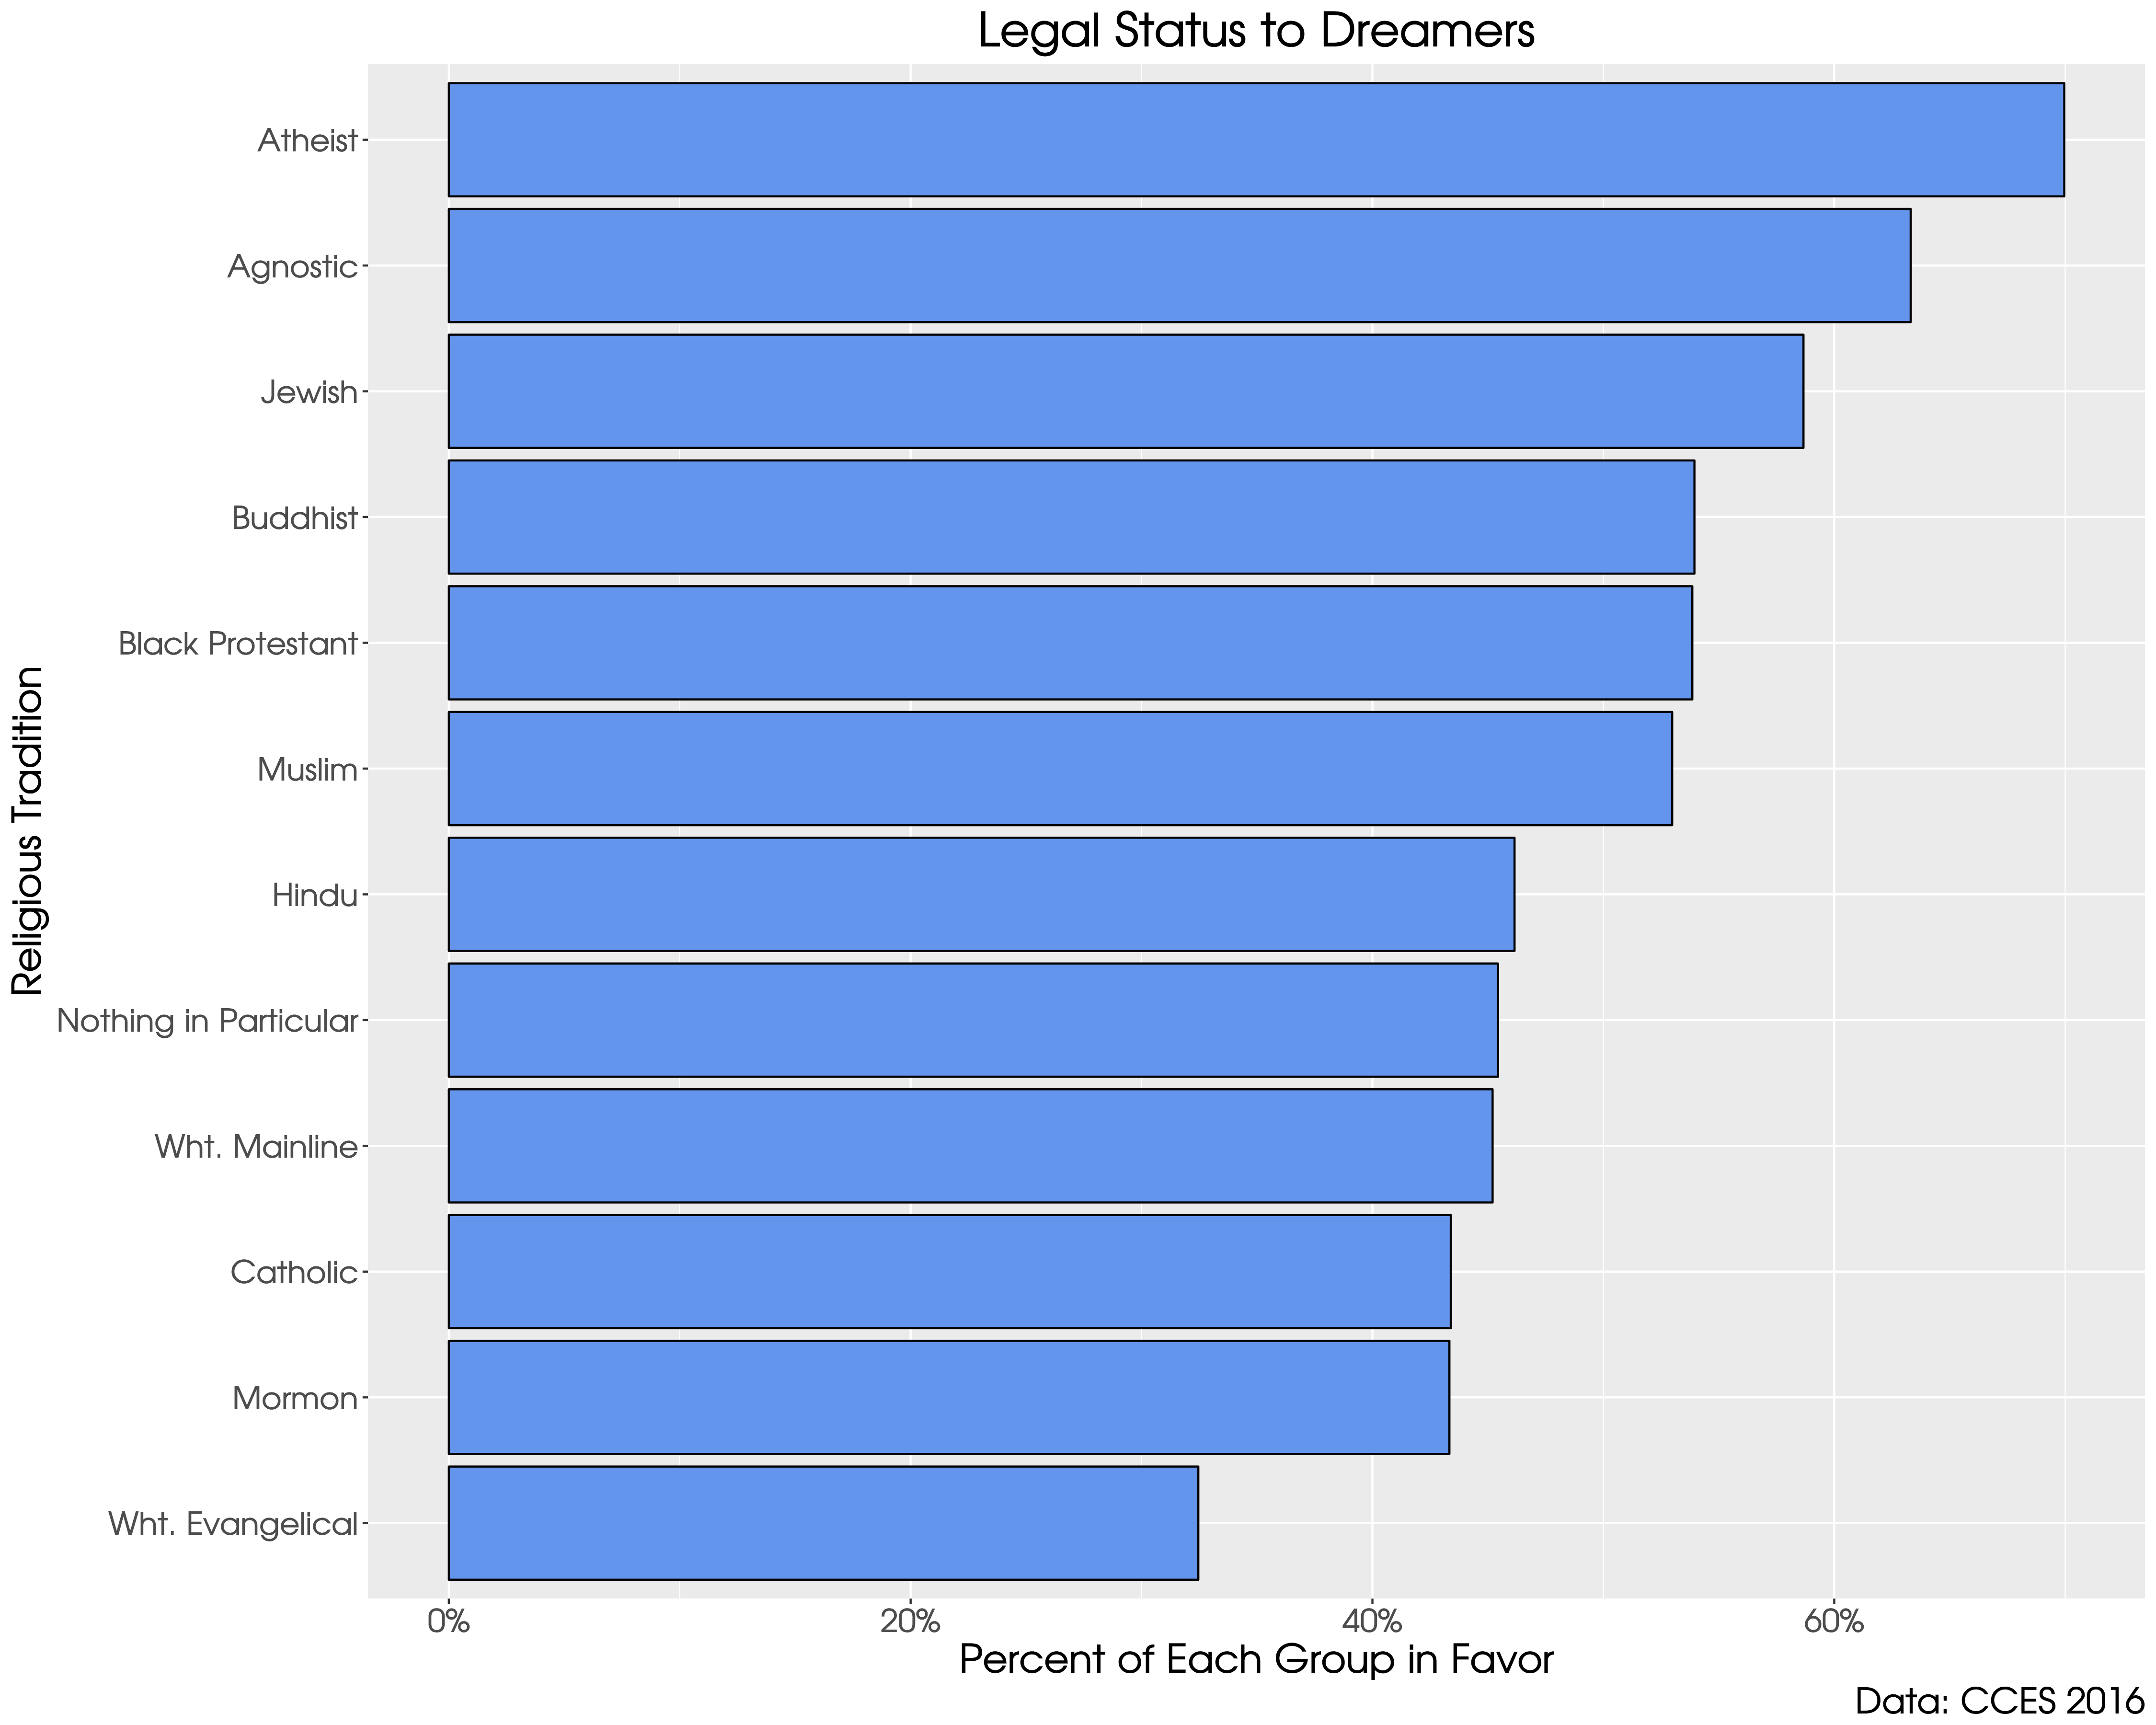 Legal Status to Dreamers
Religious Tradition
Atheist
Agnostic
Jewish
Buddhist
Black Protestant
Muslim
Hindu
Nothing in Particular
Wht. Mainline
Catholic
Mormon
Wht. Evangelical
0% 20% 40% 60%
Percent of Each Group in Favor
Data: CCES 2016